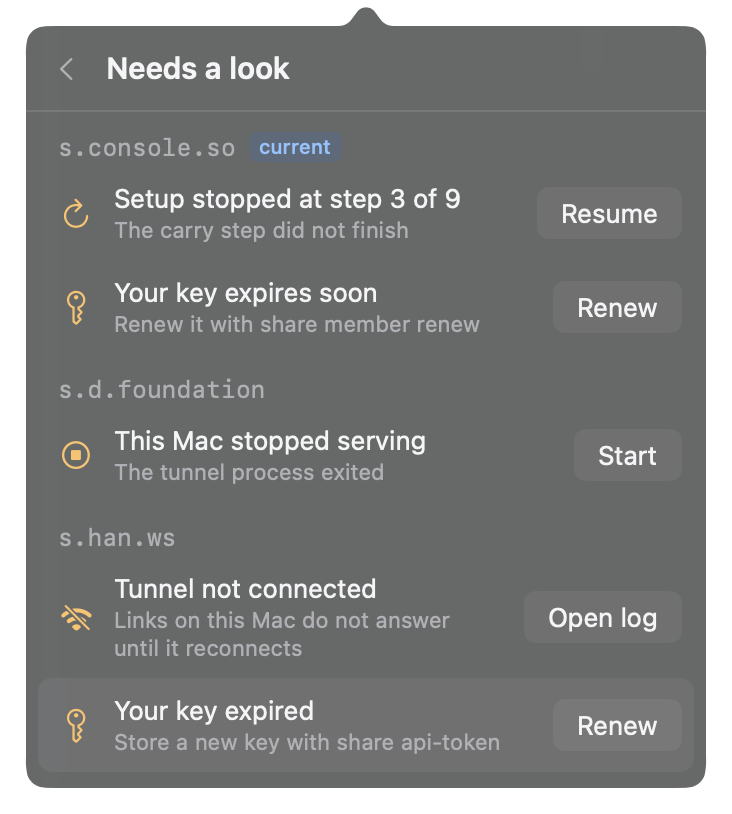 Needs a look
s.console.so current
Setup stopped at step 3 of 9
The carry step did not finish
Resume
Your key expires soon
Renew it with share member renew
Renew
s.d.foundation
This Mac stopped serving
The tunnel process exited
Start
s.han.ws
Tunnel not connected
Links on this Mac do not answer
until it reconnects
Open log
Your key expired
Store a new key with share api-token
Renew